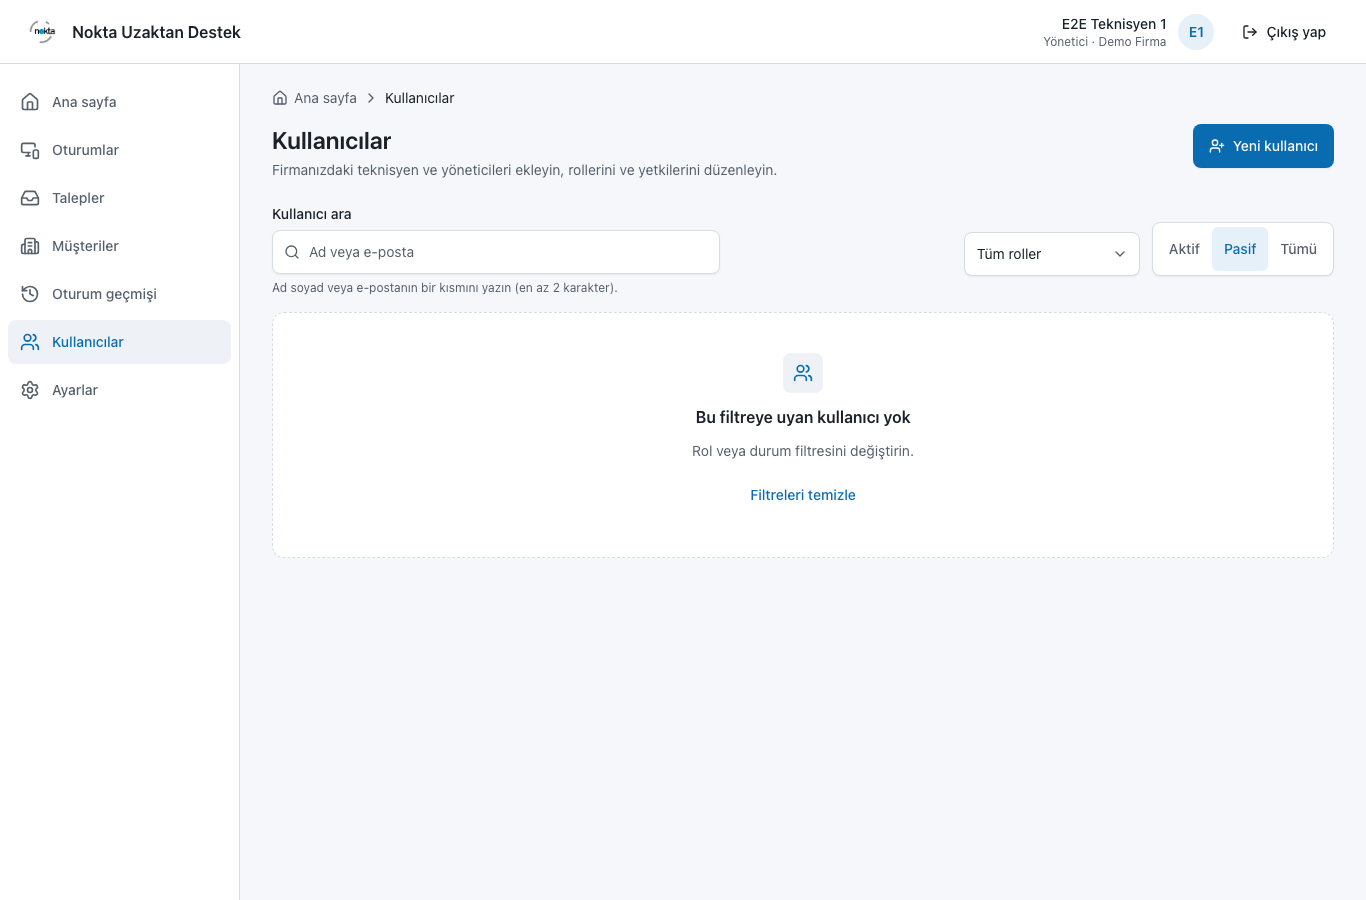 nokta
Nokta Uzaktan Destek
E2E Teknisyen 1
Yönetici · Demo Firma
E1
Çıkış yap
Ana sayfa
Oturumlar
Talepler
Müşteriler
Oturum geçmişi
Kullanıcılar
Ayarlar
Ana sayfa
Kullanıcılar
Kullanıcılar
Firmanızdaki teknisyen ve yöneticileri ekleyin, rollerini ve yetkilerini düzenleyin.
Yeni kullanıcı
Kullanıcı ara
Ad veya e-posta
Tüm roller
Aktif
Pasif
Tümü
Ad soyad veya e-postanın bir kısmını yazın (en az 2 karakter).
Bu filtreye uyan kullanıcı yok
Rol veya durum filtresini değiştirin.
Filtreleri temizle